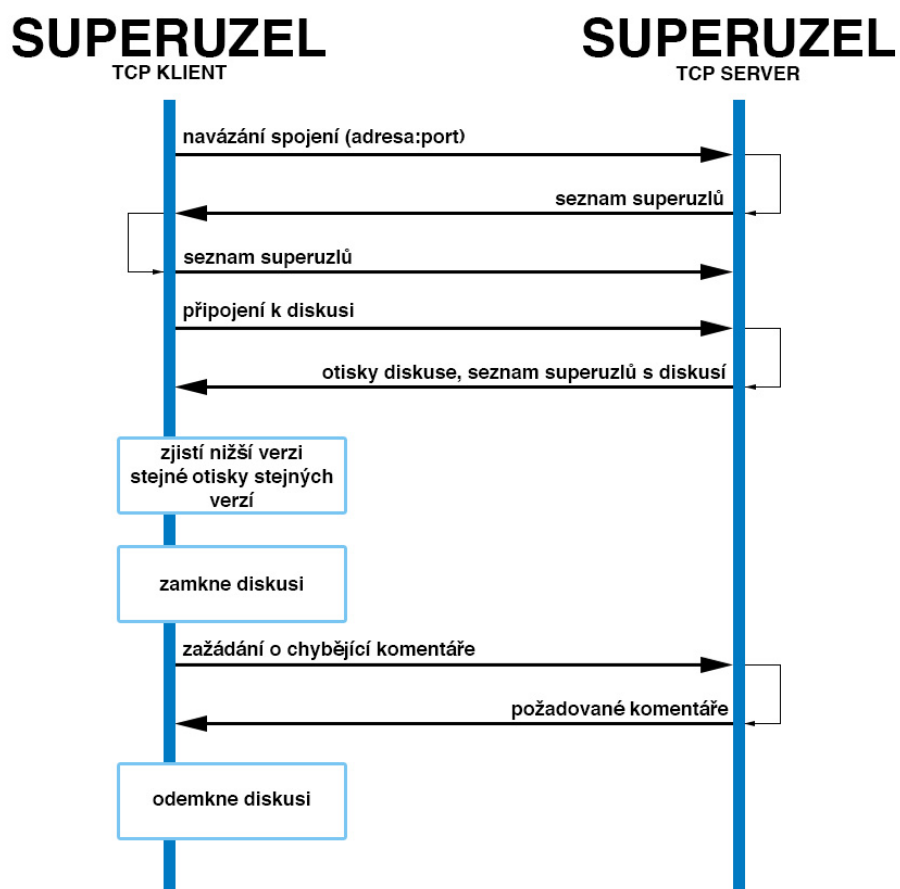 SUPERUZEL
TCP KLIENT
SUPERUZEL
TCP SERVER
navázání spojení (adresa:port)
seznam superuzlů
seznam superuzlů
připojení k diskusi
otisky diskuse, seznam superuzlů s diskusí
zjistí nižší verzi
stejné otisky stejných
verzí
zamkne diskusi
zažádání o chybějící komentáře
požadované komentáře
odemkne diskusi